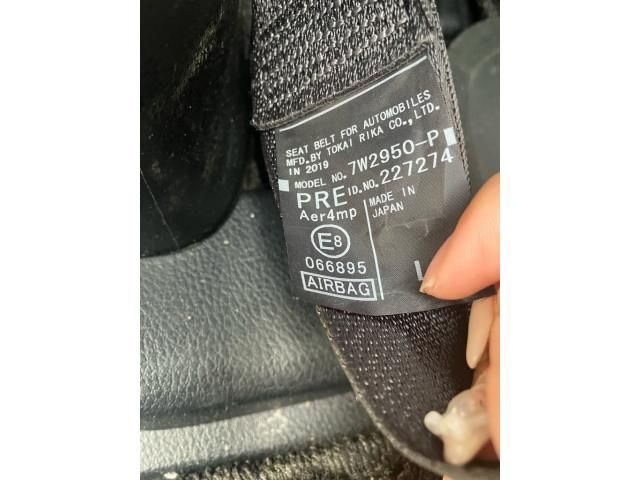 SEAT BELT FOR AUTOMOBILES
MFD.BY TOKAI RIKA CO.,LTD.
IN 2019
MODEL NO. 7W2950-P
PRE ID.NO. 227274
Aer4mp
MADE IN
JAPAN
E8
066895
AIRBAG